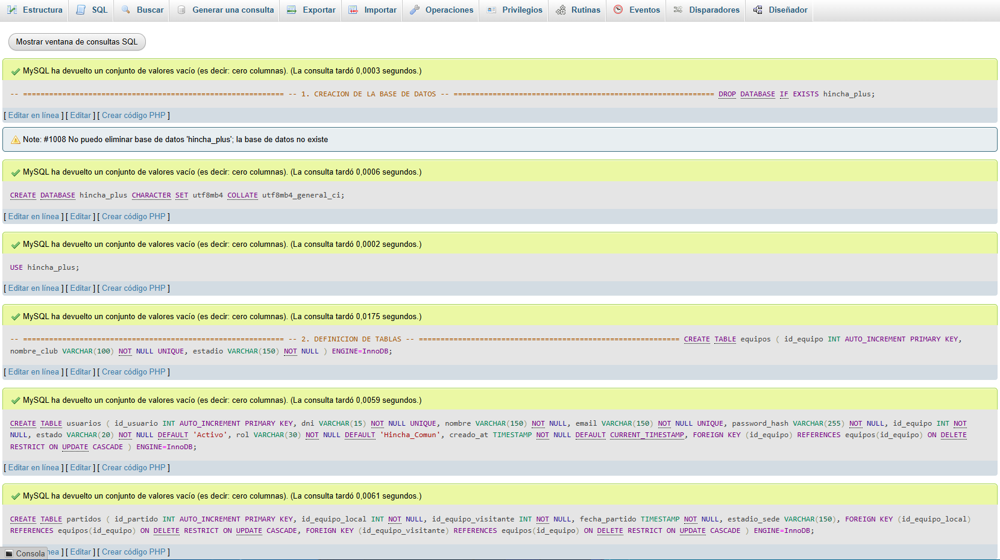 Estructura SQL Buscar Generar una consulta Exportar Importar Operaciones Privilegios Rutinas Eventos Disparadores Diseñador
Mostrar ventana de consultas SQL
MySQL ha devuelto un conjunto de valores vacío (es decir: cero columnas). (La consulta tardó 0,0003 segundos.)
-- ============================================================ -- 1. CREACION DE LA BASE DE DATOS -- ============================================================ DROP DATABASE IF EXISTS hincha_plus;
[ Editar en línea ] [ Editar ] [ Crear código PHP ]
Note: #1008 No puedo eliminar base de datos 'hincha_plus'; la base de datos no existe
MySQL ha devuelto un conjunto de valores vacío (es decir: cero columnas). (La consulta tardó 0,0006 segundos.)
CREATE DATABASE hincha_plus CHARACTER SET utf8mb4 COLLATE utf8mb4_general_ci;
[ Editar en línea ] [ Editar ] [ Crear código PHP ]
MySQL ha devuelto un conjunto de valores vacío (es decir: cero columnas). (La consulta tardó 0,0002 segundos.)
USE hincha_plus;
[ Editar en línea ] [ Editar ] [ Crear código PHP ]
MySQL ha devuelto un conjunto de valores vacío (es decir: cero columnas). (La consulta tardó 0,0175 segundos.)
-- ============================================================ -- 2. DEFINICION DE TABLAS -- ============================================================ CREATE TABLE equipos ( id_equipo INT AUTO_INCREMENT PRIMARY KEY,
nombre_club VARCHAR(100) NOT NULL UNIQUE, estadio VARCHAR(150) NOT NULL ) ENGINE=InnoDB;
[ Editar en línea ] [ Editar ] [ Crear código PHP ]
MySQL ha devuelto un conjunto de valores vacío (es decir: cero columnas). (La consulta tardó 0,0059 segundos.)
CREATE TABLE usuarios ( id_usuario INT AUTO_INCREMENT PRIMARY KEY, dni VARCHAR(15) NOT NULL UNIQUE, nombre VARCHAR(150) NOT NULL, email VARCHAR(150) NOT NULL UNIQUE, password_hash VARCHAR(255) NOT NULL, id_equipo INT NOT
NULL, estado VARCHAR(20) NOT NULL DEFAULT 'Activo', rol VARCHAR(30) NOT NULL DEFAULT 'Hincha_Comun', creado_at TIMESTAMP NOT NULL DEFAULT CURRENT_TIMESTAMP, FOREIGN KEY (id_equipo) REFERENCES equipos(id_equipo) ON DELETE
RESTRICT ON UPDATE CASCADE ) ENGINE=InnoDB;
[ Editar en línea ] [ Editar ] [ Crear código PHP ]
MySQL ha devuelto un conjunto de valores vacío (es decir: cero columnas). (La consulta tardó 0,0061 segundos.)
CREATE TABLE partidos ( id_partido INT AUTO_INCREMENT PRIMARY KEY, id_equipo_local INT NOT NULL, id_equipo_visitante INT NOT NULL, fecha_partido TIMESTAMP NOT NULL, estadio_sede VARCHAR(150), FOREIGN KEY (id_equipo_local)
REFERENCES equipos(id_equipo) ON DELETE RESTRICT ON UPDATE CASCADE, FOREIGN KEY (id_equipo_visitante) REFERENCES equipos(id_equipo) ON DELETE RESTRICT ON UPDATE CASCADE ) ENGINE=InnoDB;
Consola nea ] [ Editar ] [ Crear código PHP ]